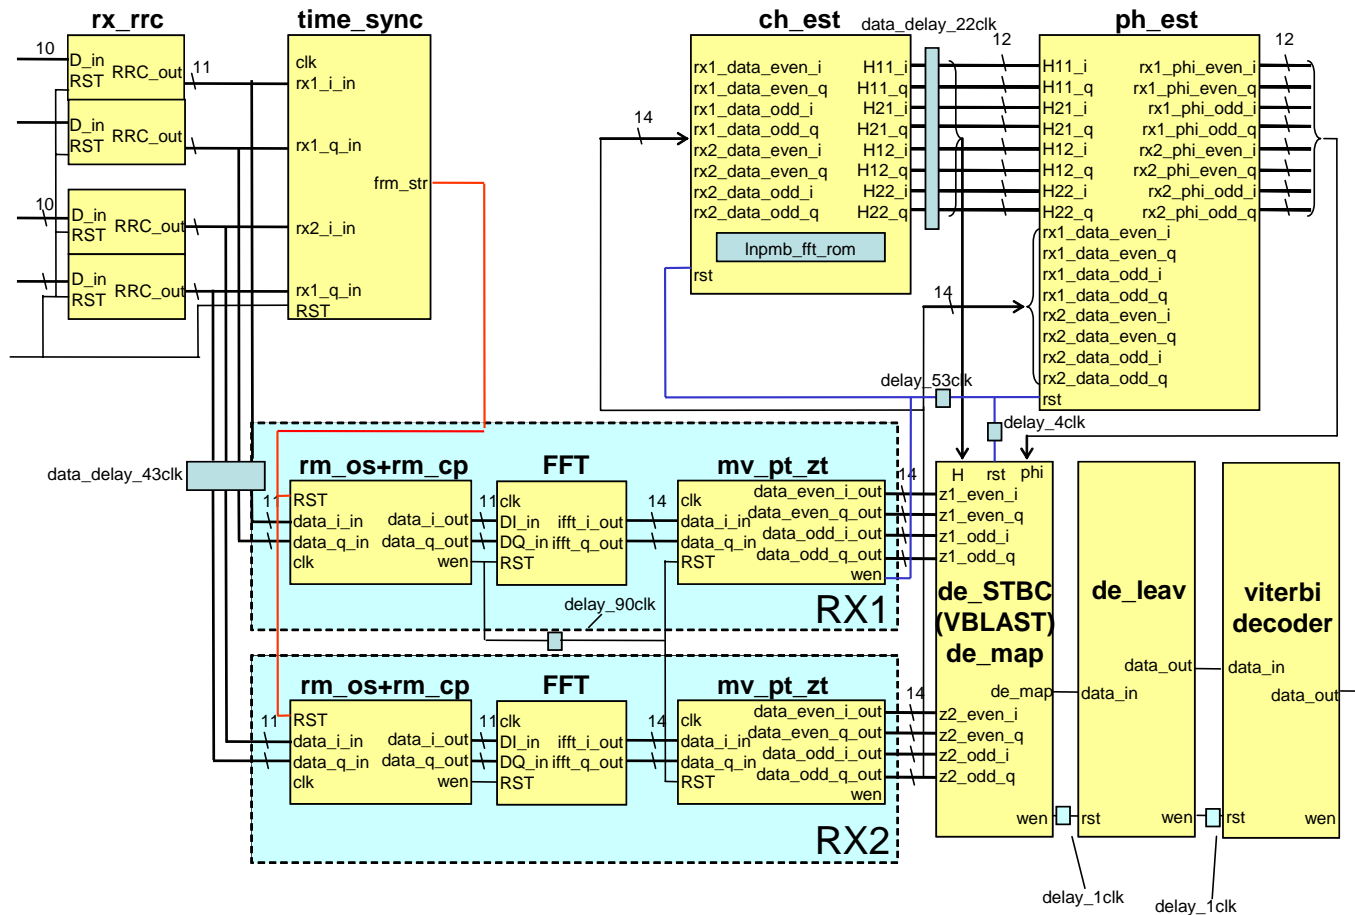 rx_rrc
10
D_in
RST
RRC_out
11
D_in
RST
RRC_out
10
D_in
RST
RRC_out
D_in
RST
RRC_out
time_sync
clk
rx1_i_in
rx1_q_in
frm_str
rx2_i_in
rx1_q_in
RST
ch_est
14
rx1_data_even_i
rx1_data_even_q
rx1_data_odd_i
rx1_data_odd_q
rx2_data_even_i
rx2_data_even_q
rx2_data_odd_i
rx2_data_odd_q
H11_i
H11_q
H21_i
H21_q
H12_i
H12_q
H22_i
H22_q
lnpmb_fft_rom
rst
data_delay_22clk
12
ph_est
12
H11_i
H11_q
H21_i
H21_q
H12_i
H12_q
H22_i
H22_q
rx1_phi_even_i
rx1_phi_even_q
rx1_phi_odd_i
rx1_phi_odd_q
rx2_phi_even_i
rx2_phi_even_q
rx2_phi_odd_i
rx2_phi_odd_q
14
rx1_data_even_i
rx1_data_even_q
rx1_data_odd_i
rx1_data_odd_q
rx2_data_even_i
rx2_data_even_q
rx2_data_odd_i
rx2_data_odd_q
rst
delay_53clk
delay_4clk
data_delay_43clk
rm_os+rm_cp
11
RST
data_i_in
data_q_in
clk
data_i_out
data_q_out
wen
FFT
11
clk
DI_in
DQ_in
RST
ifft_i_out
ifft_q_out
14
mv_pt_zt
clk
data_i_in
data_q_in
RST
data_even_i_out
data_even_q_out
data_odd_i_out
data_odd_q_out
wen
14
RX1
delay_90clk
rm_os+rm_cp
11
RST
data_i_in
data_q_in
clk
data_i_out
data_q_out
wen
FFT
11
clk
DI_in
DQ_in
RST
ifft_i_out
ifft_q_out
14
mv_pt_zt
clk
data_i_in
data_q_in
RST
data_even_i_out
data_even_q_out
data_odd_i_out
data_odd_q_out
wen
14
RX2
H
rst
phi
z1_even_i
z1_even_q
z1_odd_i
z1_odd_q
de_STBC
(VBLAST)
de_map
de_map
z2_even_i
z2_even_q
z2_odd_i
z2_odd_q
wen
de_leav
data_out
data_in
rst
wen
viterbi
decoder
data_in
data_out
rst
wen
delay_1clk
delay_1clk